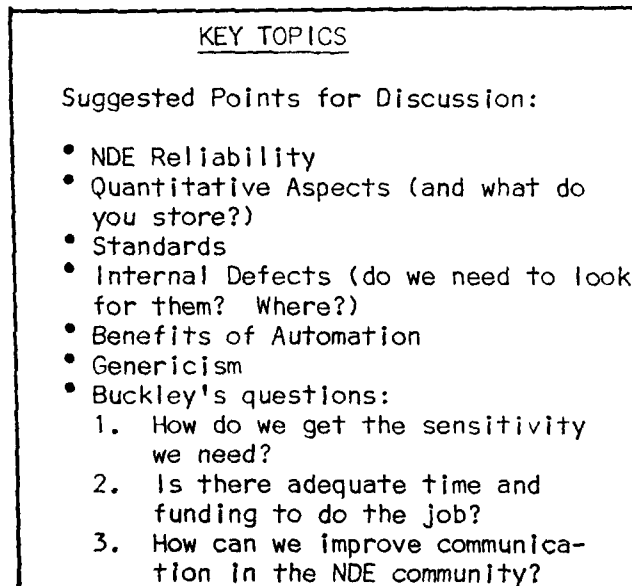 KEY TOPICS
Suggested Points for Discussion:
• NDE Reliability
• Quantitative Aspects (and what do
you store?)
• Standards
• Internal Defects (do we need to look
for them? Where?)
• Benefits of Automation
• Genericism
• Buckley's questions:
1. How do we get the sensitivity
we need?
2. Is there adequate time and
funding to do the job?
3. How can we improve communica-
tion in the NDE community?